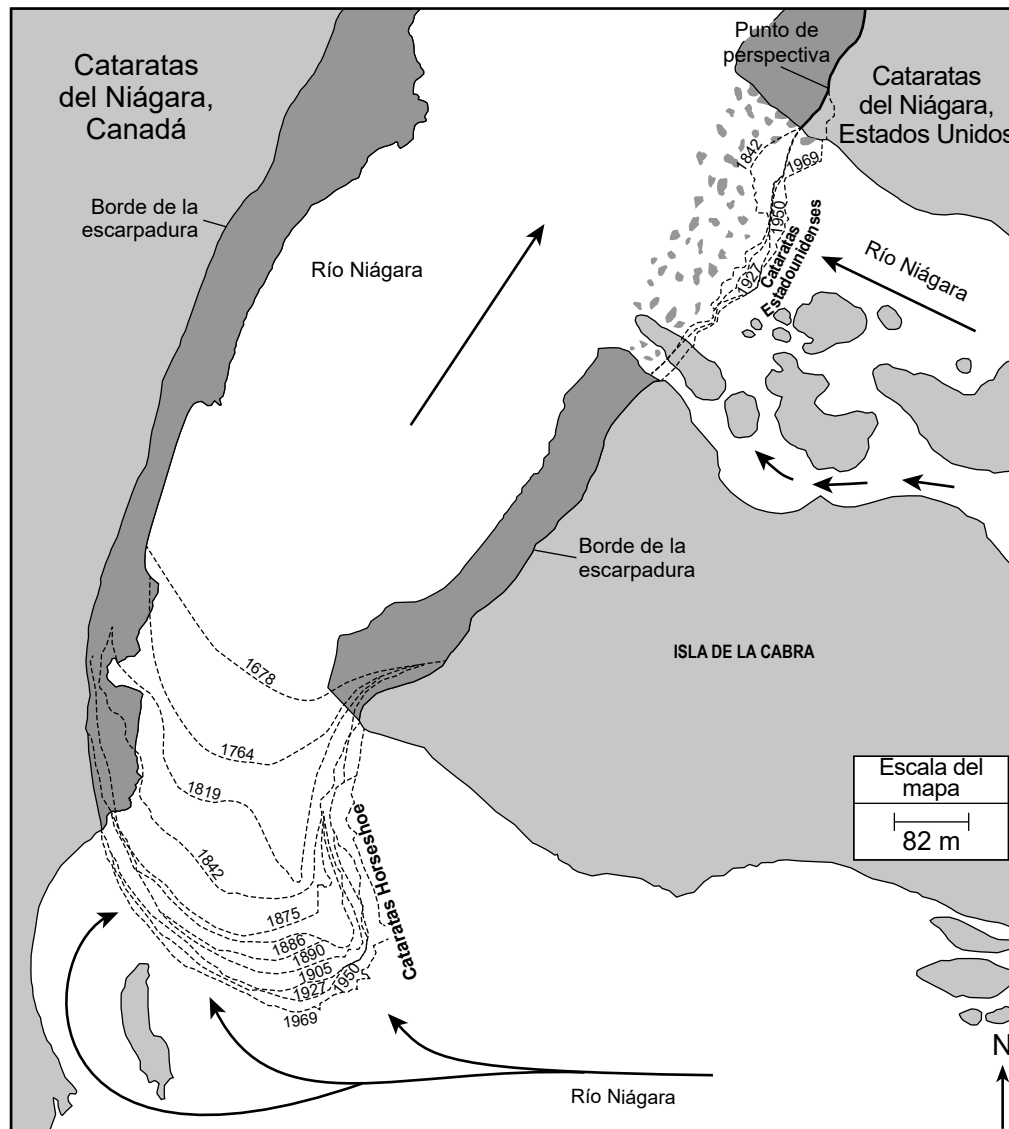 Cataratas
del Niágara,
Canadá
Punto de
perspectiva
Cataratas
del Niágara,
Estados Unidos
Borde de la
escarpadura
Río Niágara
1842
1969
1950
1927
Cataratas
Estadounidenses
Río Niágara
Borde de la
escarpadura
ISLA DE LA CABRA
1678
1764
1819
1842
1875
1886
1890
1905
1927
1950
1969
Cataratas Horseshoe
Escala del
mapa
82 m
N
Río Niágara